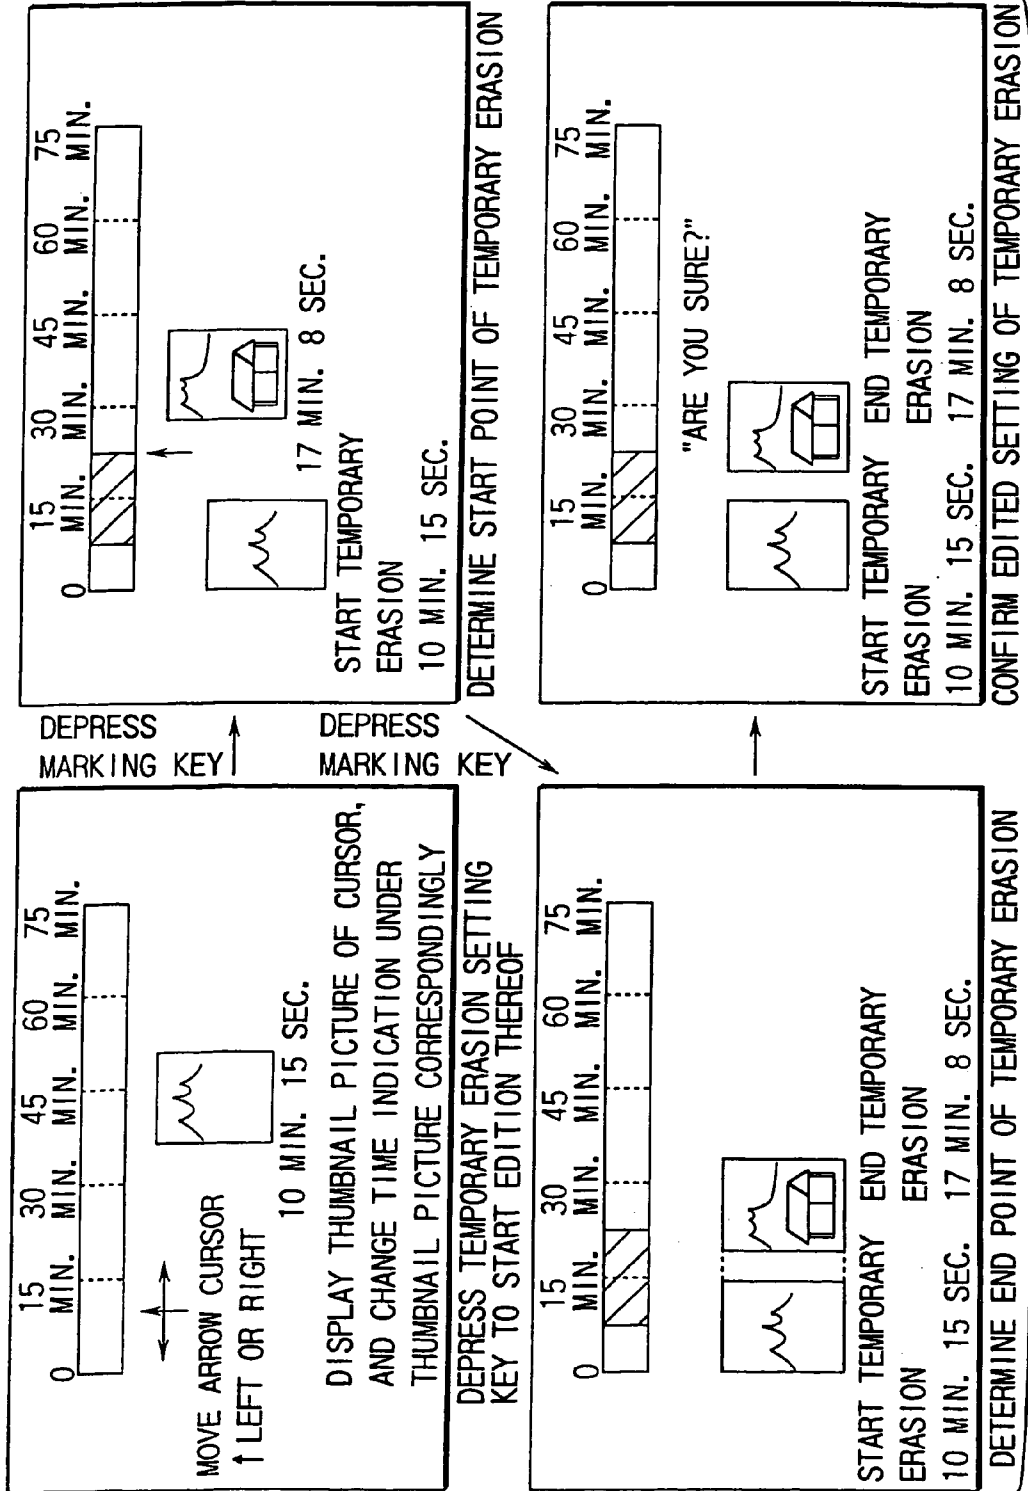 0 15 30 45 60 75
MIN. MIN. MIN. MIN. MIN.
MOVE ARROW CURSOR
↑ LEFT OR RIGHT
10 MIN. 15 SEC.
DISPLAY THUMBNAIL PICTURE OF CURSOR,
AND CHANGE TIME INDICATION UNDER
THUMBNAIL PICTURE CORRESPONDINGLY
DEPRESS TEMPORARY ERASION SETTING
KEY TO START EDITION THEREOF
DEPRESS
MARKING KEY
0 15 30 45 60 75
MIN. MIN. MIN. MIN. MIN.
17 MIN. 8 SEC.
START TEMPORARY
ERASION
10 MIN. 15 SEC.
DETERMINE START POINT OF TEMPORARY ERASION
DEPRESS
MARKING KEY
0 15 30 45 60 75
MIN. MIN. MIN. MIN. MIN.
START TEMPORARY END TEMPORARY
ERASION ERASION
10 MIN. 15 SEC. 17 MIN. 8 SEC.
DETERMINE END POINT OF TEMPORARY ERASION
0 15 30 45 60 75
MIN. MIN. MIN. MIN. MIN.
"ARE YOU SURE?"
START TEMPORARY END TEMPORARY
ERASION ERASION
10 MIN. 15 SEC. 17 MIN. 8 SEC.
CONFIRM EDITED SETTING OF TEMPORARY ERASION